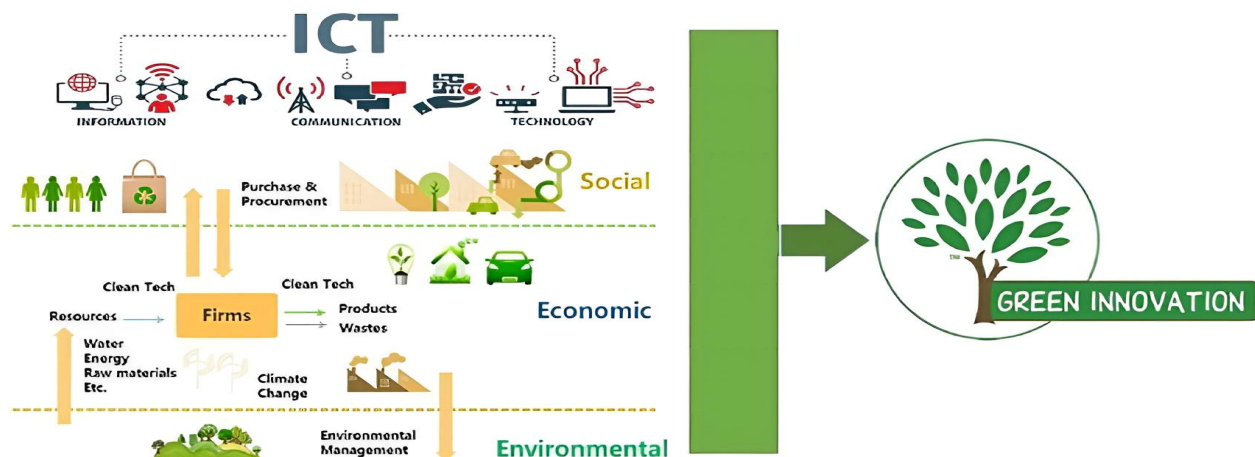 ICT
INFORMATION
COMMUNICATION
TECHNOLOGY
Purchase &
Procurement
Social
Clean Tech
Clean Tech
Resources
Firms
Products
Wastes
Economic
Water
Energy
Raw materials
Etc.
Climate
Change
Environmental
Management
Environmental
TM
GREEN INNOVATION